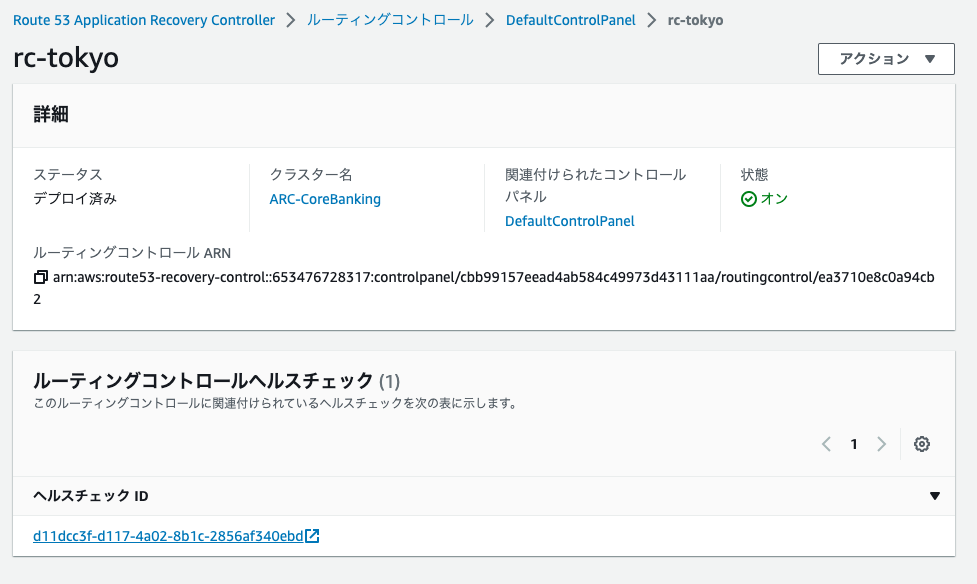 Route 53 Application Recovery Controller > ルーティングコントロール > DefaultControlPanel > rc-tokyo
rc-tokyo
アクション ▼
詳細
ステータス
デプロイ済み
クラスター名
ARC-CoreBanking
関連付けられたコントロール
パネル
DefaultControlPanel
状態
オン
ルーティングコントロール ARN
arn:aws:route53-recovery-control::653476728317:controlpanel/cbb99157eead4ab584c49973d43111aa/routingcontrol/ea3710e8c0a94cb
2
ルーティングコントロールヘルスチェック (1)
このルーティングコントロールに関連付けられているヘルスチェックを次の表に示します。
< 1 >
ヘルスチェック ID ▼
d11dcc3f-d117-4a02-8b1c-2856af340ebd